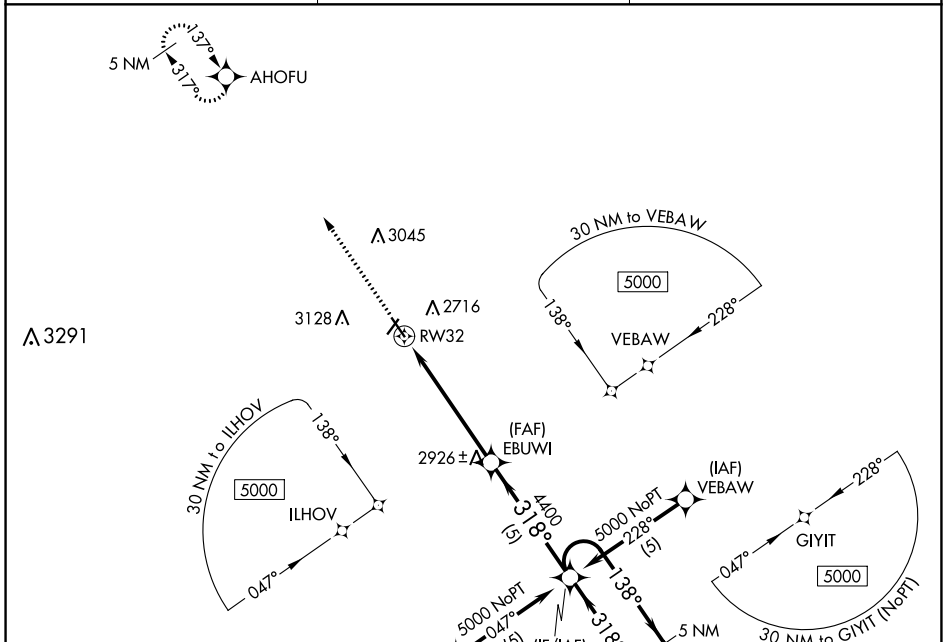 137°
5 NM
317°
AHOFU
3045
30 NM to VEBAW
5000
138°
228°
VEBAW
3128
2716
RW32
3291
30 NM to ILHOV
138°
5000
ILHOV
047°
(FAF)
EBUWI
2926±
4400
318°
(5)
(IAF)
VEBAW
5000 NoPT
228°
(5)
228°
GIYIT
047°
5000
30 NM to GIYIT (NoPT)
138°
5000 NoPT
047°
318°
5 NM